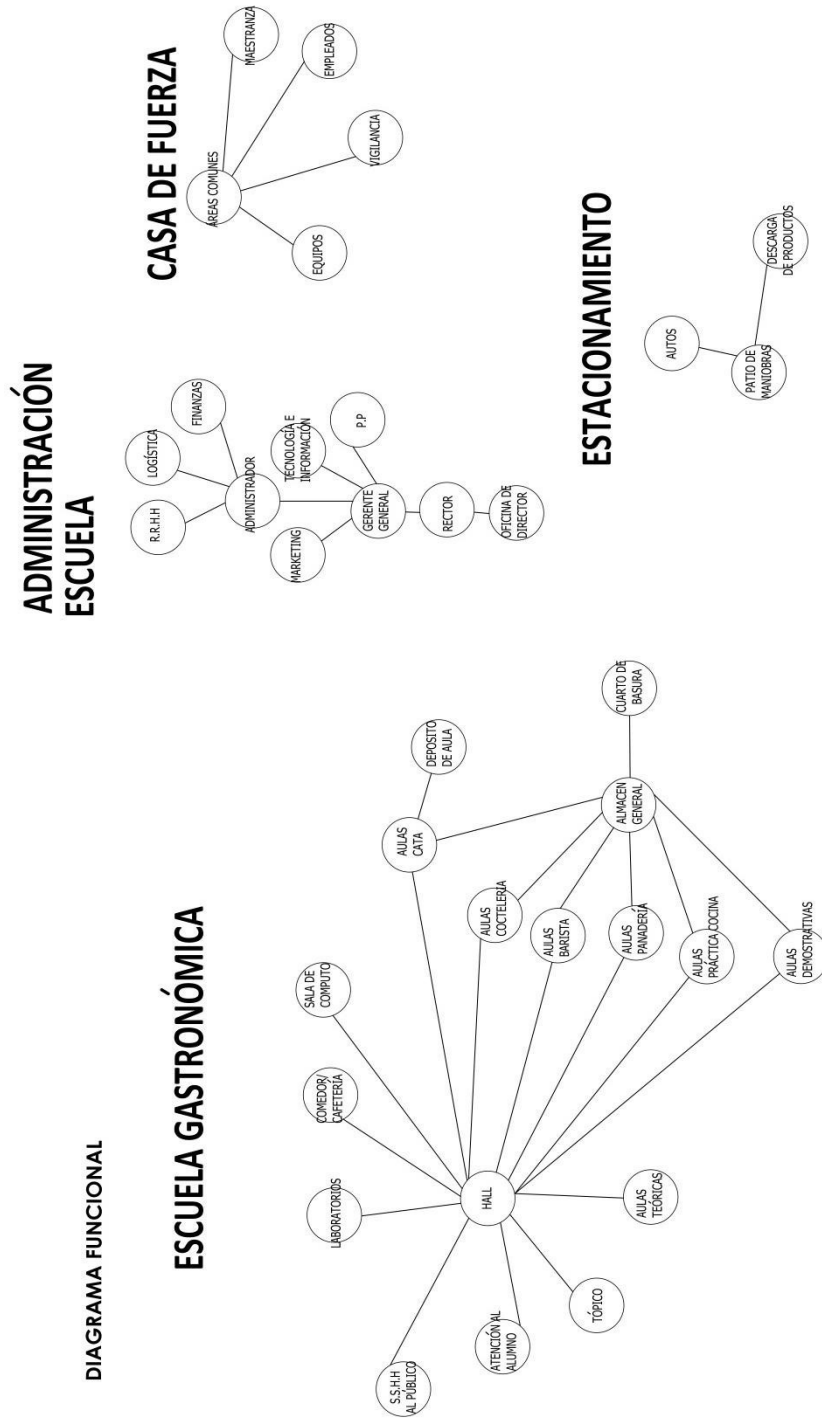 DIAGRAMA FUNCIONAL
ESCUELA GASTRONÓMICA
S.S.H.H
AL PÚBLICO
LABORATORIOS
COMEDOR/
CAFETERÍA
SALA DE
COMPUTO
ATENCIÓN AL
ALUMNO
TÓPICO
HALL
AULAS
TEÓRICAS
AULAS
CATA
DEPOSITO
DE AULA
AULAS
COCTELERIA
AULAS
BARISTA
AULAS
PANADERÍA
AULAS
PRÁCTICA COCINA
AULAS
DEMOSTRATIVAS
ALMACEN
GENERAL
CUARTO DE
BASURA
ADMINISTRACIÓN
ESCUELA
R.R.H.H
LOGÍSTICA
FINANZAS
ADMINISTRADOR
MARKETING
TECNOLOGÍA E
INFORMACIÓN
P.P
GERENTE
GENERAL
RECTOR
OFICINA DE
DIRECTOR
CASA DE FUERZA
AREAS COMUNES
MAESTRANZA
EMPLEADOS
VIGILANCIA
EQUIPOS
ESTACIONAMIENTO
AUTOS
PATIO DE
MANIOBRAS
DESCARGA
DE PRODUCTOS